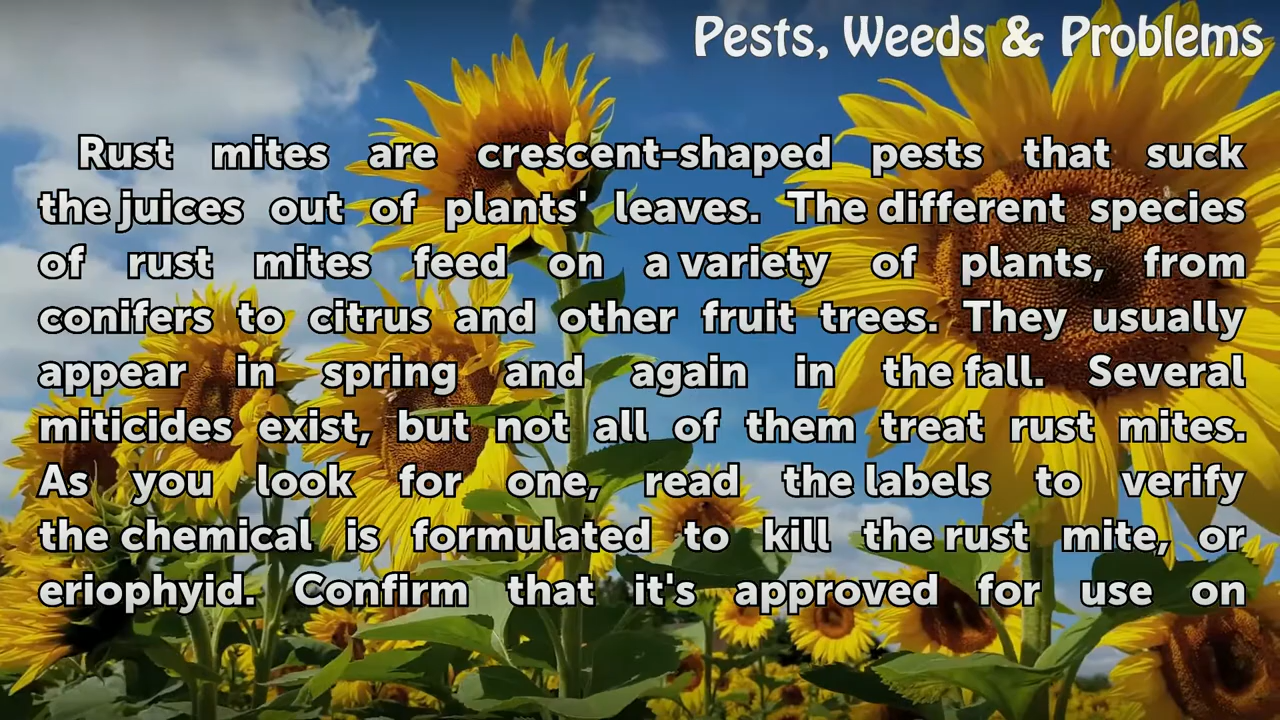 Pests, Weeds & Problems
Rust mites are crescent-shaped pests that suck
the juices out of plants' leaves. The different species
of rust mites feed on a variety of plants, from
conifers to citrus and other fruit trees. They usually
appear in spring and again in the fall. Several
miticides exist, but not all of them treat rust mites.
As you look for one, read the labels to verify
the chemical is formulated to kill the rust mite, or
eriophyid. Confirm that it's approved for use on